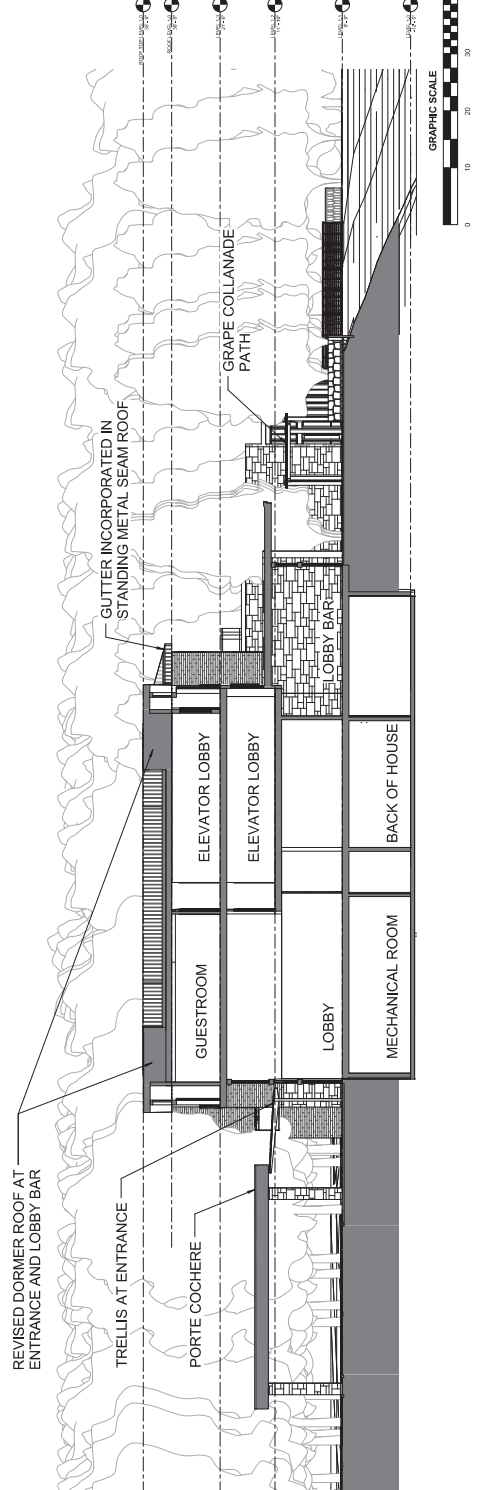 REVISED DORMER ROOF AT
ENTRANCE AND LOBBY BAR
GUTTER INCORPORATED IN
STANDING METAL SEAM ROOF
TRELLIS AT ENTRANCE
PORTE COCHERE
GRAPE COLLANADE
PATH
GUESTROOM
ELEVATOR LOBBY
ELEVATOR LOBBY
LOBBY
LOBBY BAR
MECHANICAL ROOM
BACK OF HOUSE
GRAPHIC SCALE
0 10 20 30